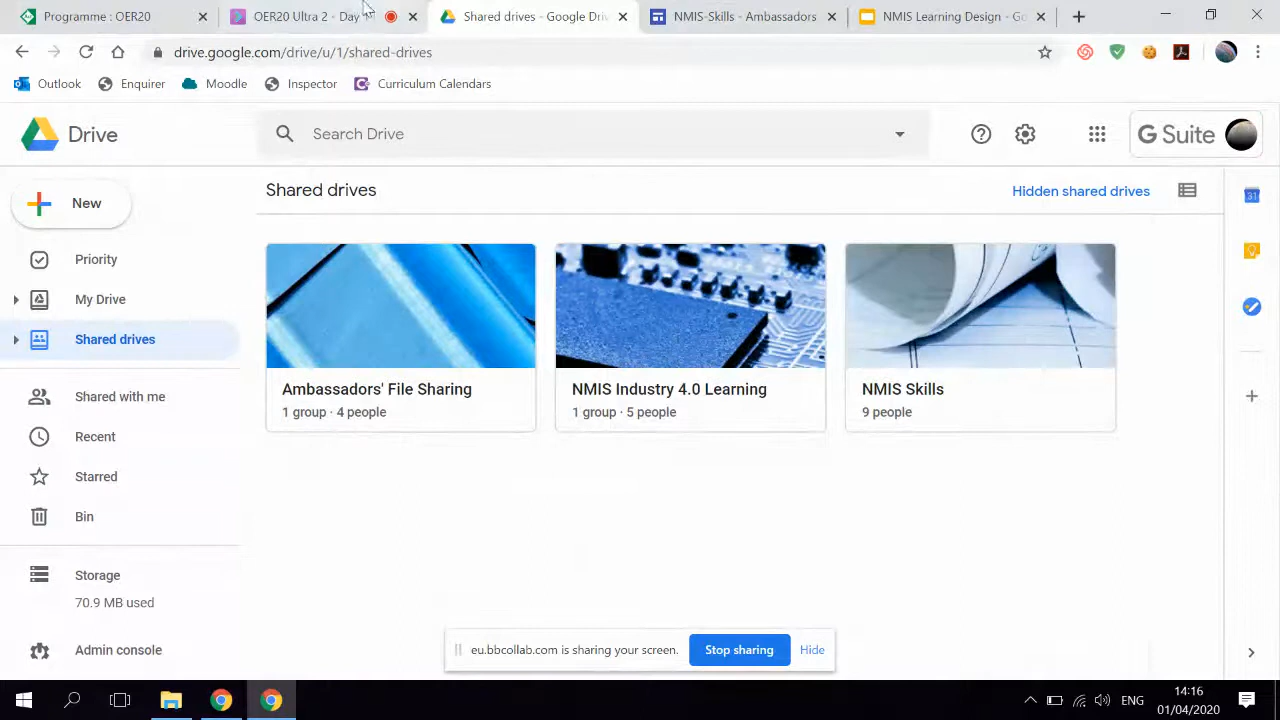 Programme : OER20
OER20 Ultra 2 - Day
Shared drives - Google Dri
NMIS-Skills - Ambassadors
NMIS Learning Design - Go
drive.google.com/drive/u/1/shared-drives
Outlook
Enquirer
Moodle
Inspector
Curriculum Calendars
Drive
Search Drive
G Suite
New
Shared drives
Hidden shared drives
Priority
My Drive
Shared drives
Shared with me
Recent
Starred
Bin
Storage
70.9 MB used
Admin console
Ambassadors' File Sharing
1 group · 4 people
NMIS Industry 4.0 Learning
1 group · 5 people
NMIS Skills
9 people
31
eu.bbcollab.com is sharing your screen.
Stop sharing
Hide
ENG
14:16
01/04/2020